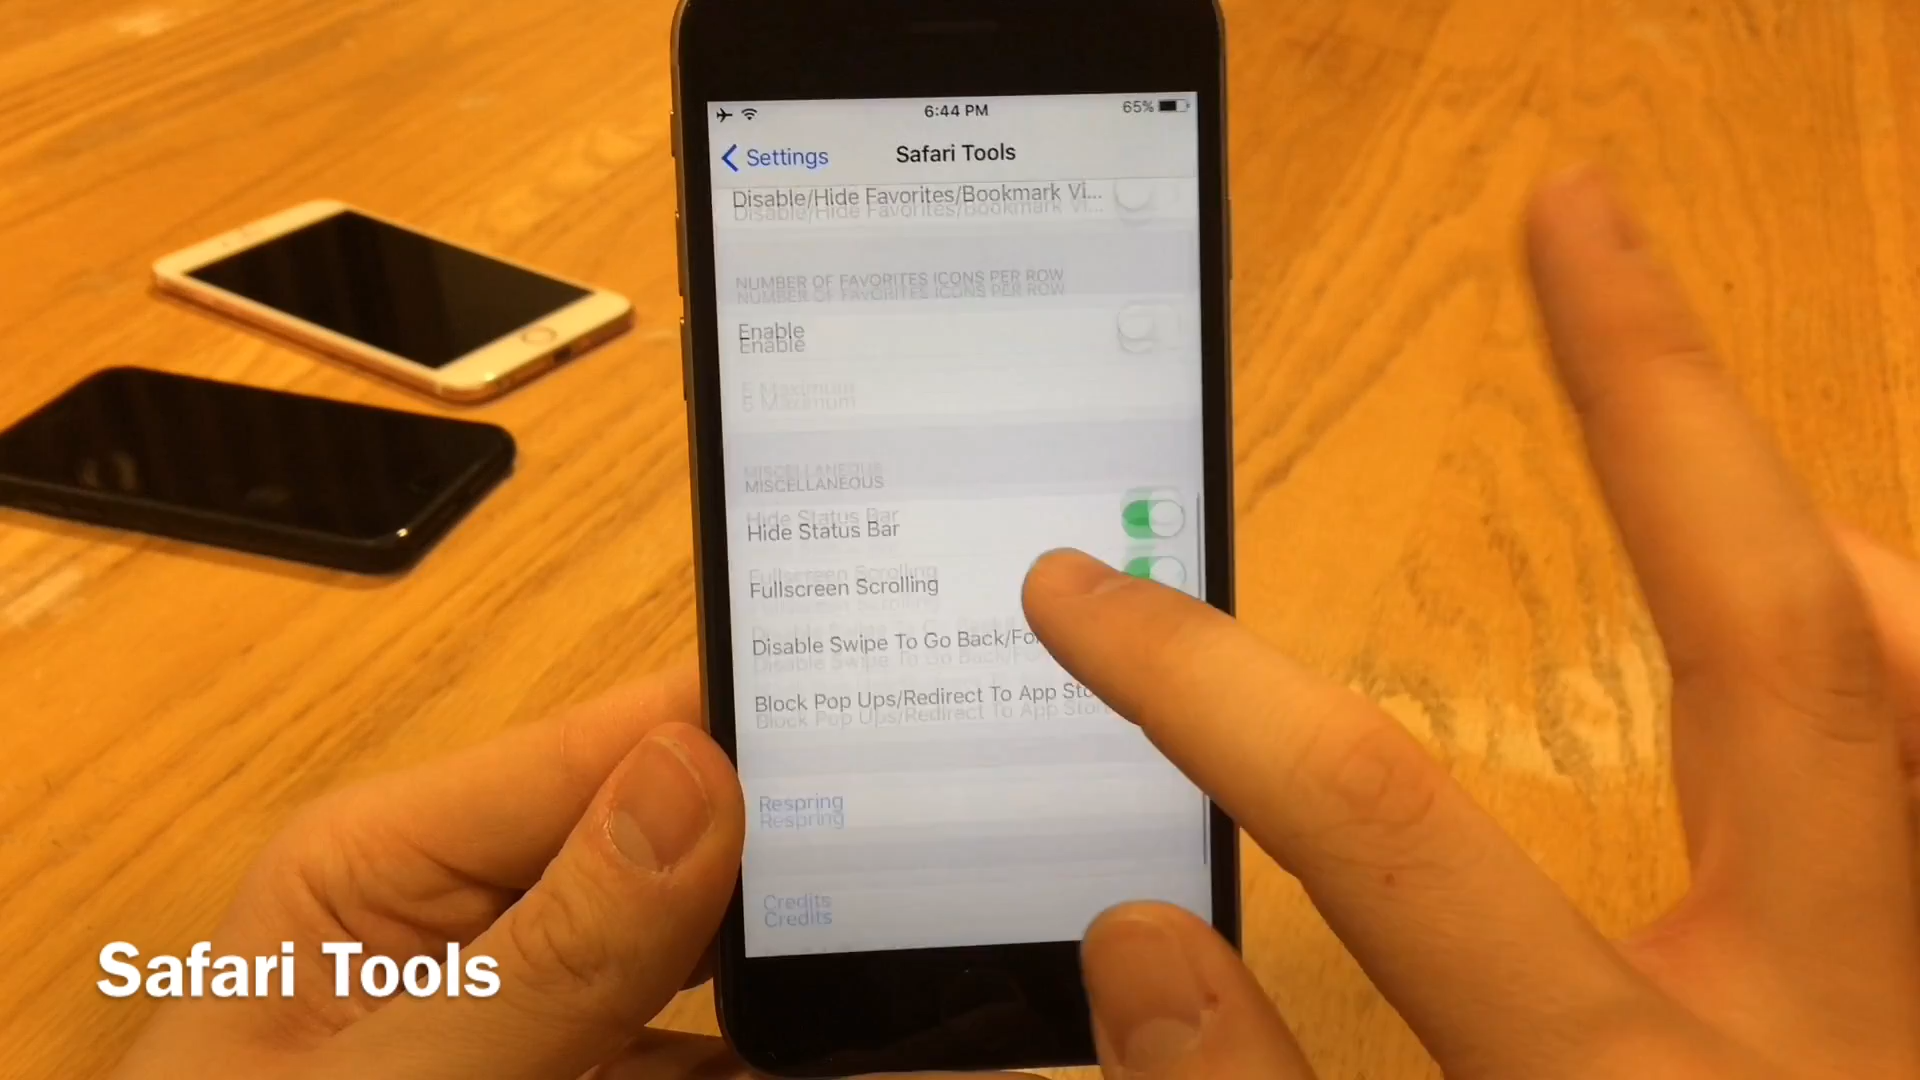 6:44 PM
65%
Settings
Safari Tools
Disable/Hide Favorites/Bookmark Vi...
NUMBER OF FAVORITES ICONS PER ROW
Enable
Maximum
MISCELLANEOUS
Hide Status Bar
Fullscreen Scrolling
Disable Swipe To Go Back/
Block Pop Ups/Redirect To App
Respring
Credits
Safari Tools